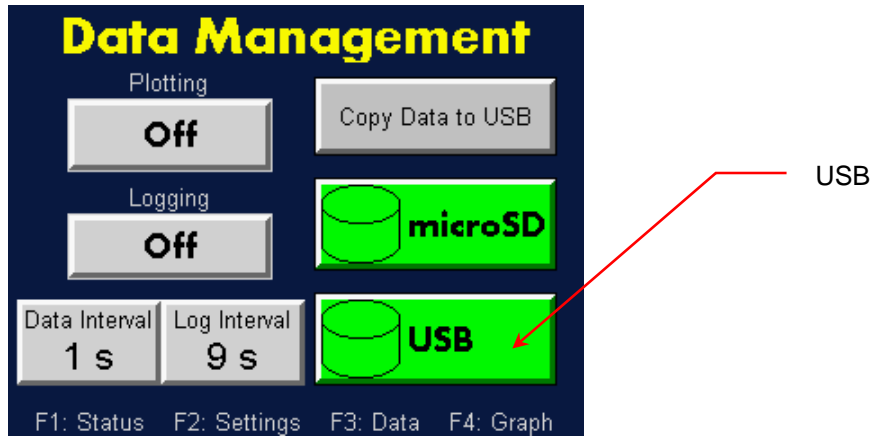 Data Management
Plotting
Off
Copy Data to USB
Logging
Off
microSD
Data Interval
1 s
Log Interval
9 s
USB
F1: Status F2: Settings F3: Data F4: Graph
USB